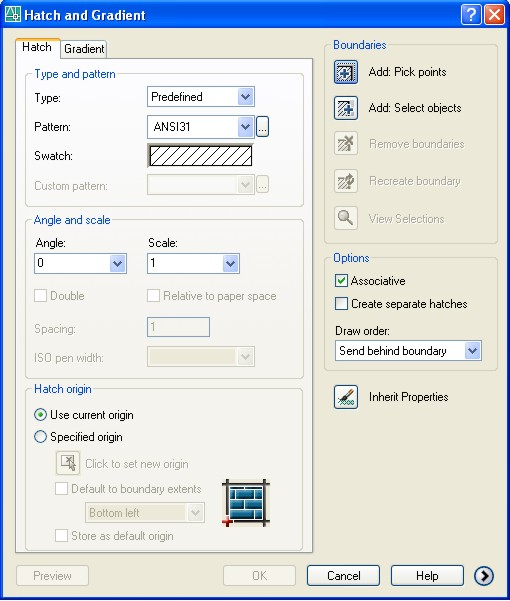 Hatch and Gradient
Hatch
Gradient
Type and pattern
Type:
Predefined
Pattern:
ANSI31
...
Swatch:
Custom pattern:
...
Angle and scale
Angle:
Scale:
0
1
Double
Relative to paper space
Spacing:
1
ISO pen width:
Hatch origin
Use current origin
Specified origin
Click to set new origin
Default to boundary extents
Bottom left
Store as default origin
Boundaries
Add: Pick points
Add: Select objects
Remove boundaries
Recreate boundary
View Selections
Options
Associative
Create separate hatches
Draw order:
Send behind boundary
Inherit Properties
Preview
OK
Cancel
Help